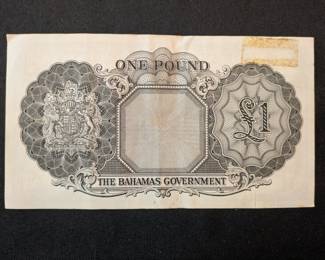 ONE POUND
£1
THE BAHAMAS GOVERNMENT